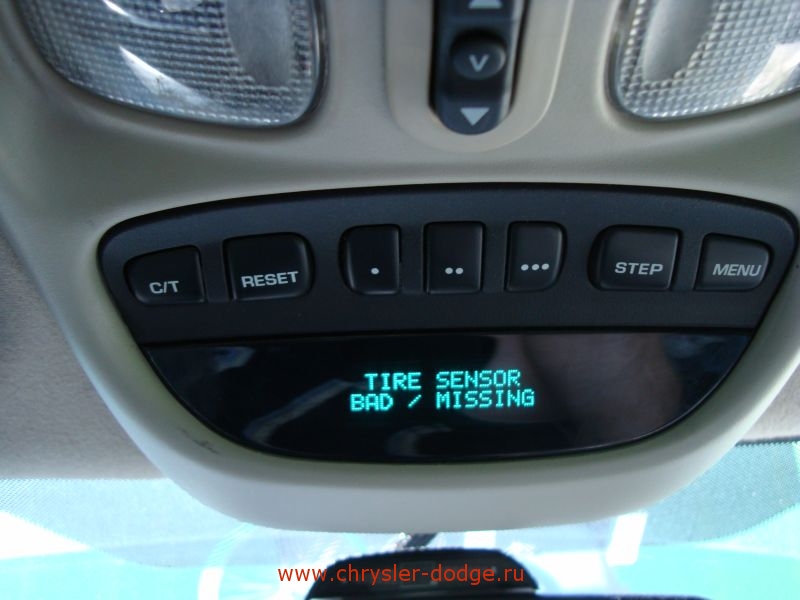 V
C/T RESET • •• ••• STEP MENU
TIRE SENSOR
BAD / MISSING
www.chrysler-dodge.ru